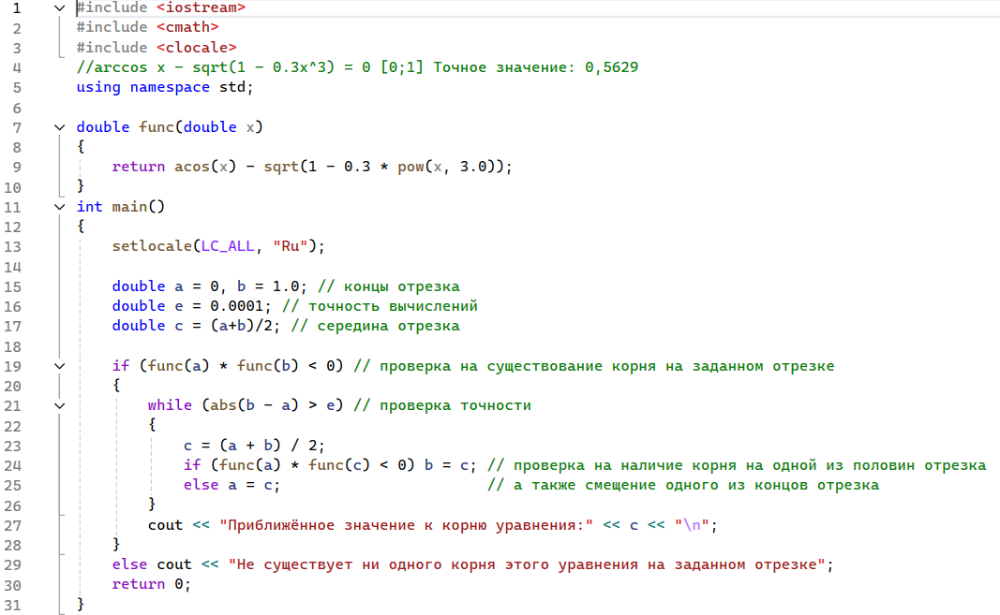 1 #include <iostream>
2 #include <cmath>
3 #include <clocale>
4 //arccos x - sqrt(1 - 0.3x^3) = 0 [0;1] Точное значение: 0,5629
5 using namespace std;
6
7 double func(double x)
8 {
9 return acos(x) - sqrt(1 - 0.3 * pow(x, 3.0));
10 }
11 int main()
12 {
13 setlocale(LC_ALL, "Ru");
14
15 double a = 0, b = 1.0; // концы отрезка
16 double e = 0.0001; // точность вычислений
17 double c = (a+b)/2; // середина отрезка
18
19 if (func(a) * func(b) < 0) // проверка на существование корня на заданном отрезке
20 {
21 while (abs(b - a) > e) // проверка точности
22 {
23 c = (a + b) / 2;
24 if (func(a) * func(c) < 0) b = c; // проверка на наличие корня на одной из половин отрезка
25 else a = c; // а также смещение одного из концов отрезка
26 }
27 cout << "Приближённое значение к корню уравнения:" << c << "\n";
28 }
29 else cout << "Не существует ни одного корня этого уравнения на заданном отрезке";
30 return 0;
31 }